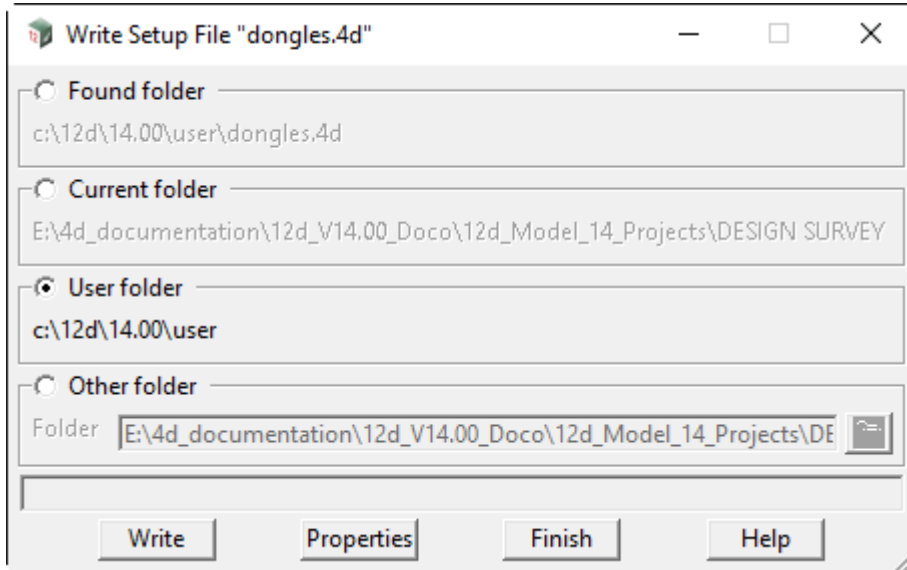 Write Setup File "dongles.4d"
Found folder
c:\12d\14.00\user\dongles.4d
Current folder
E:\4d_documentation\12d_V14.00_Doco\12d_Model_14_Projects\DESIGN SURVEY
User folder
c:\12d\14.00\user
Other folder
Folder E:\4d_documentation\12d_V14.00_Doco\12d_Model_14_Projects\DE
Write Properties Finish Help